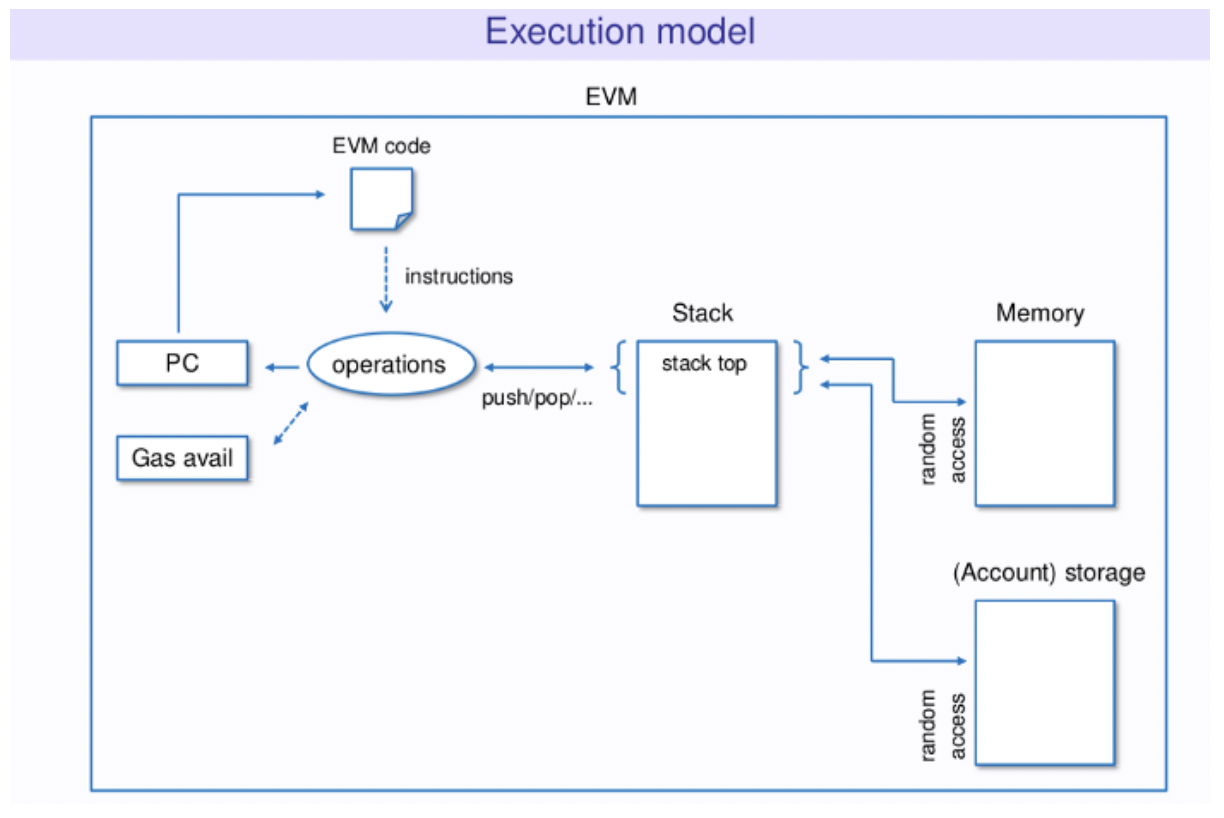 Execution model
EVM
EVM code
instructions
Stack
Memory
PC
operations
stack top
push/pop/...
Gas avail
random
access
(Account) storage
random
access